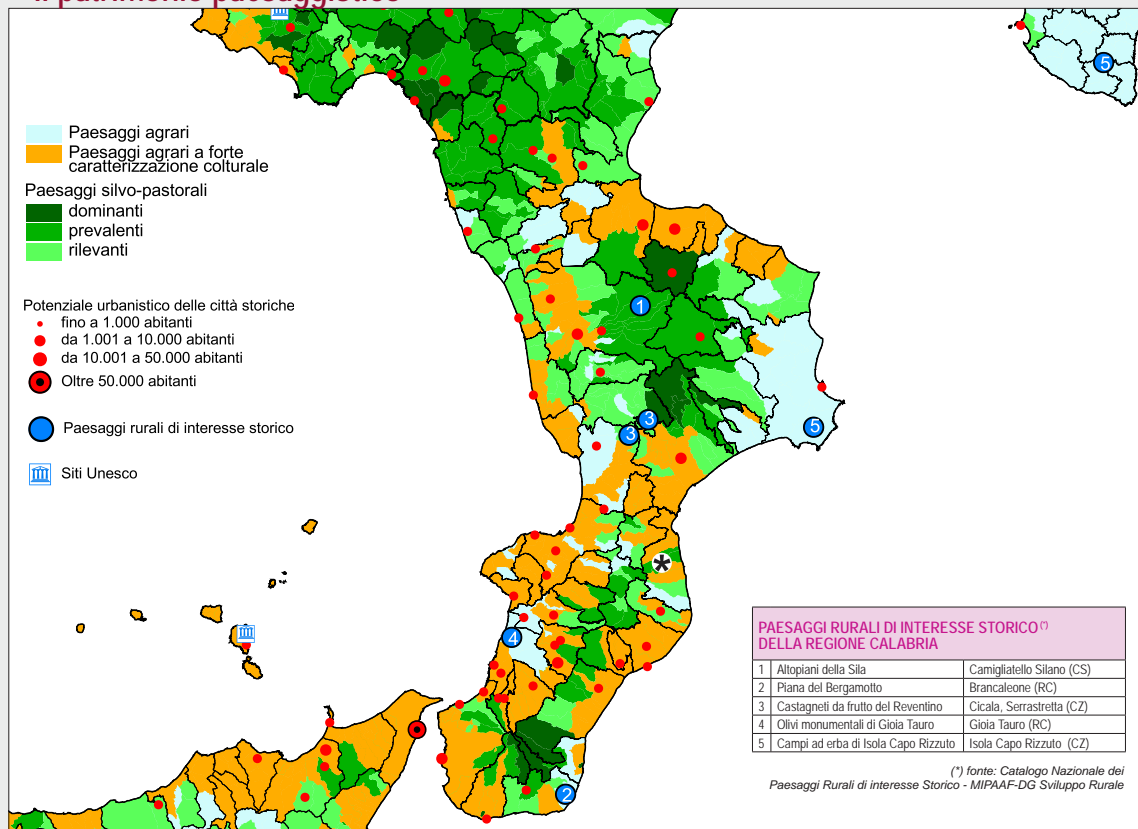 Il patrimonio paesaggistico
Paesaggi agrari
Paesaggi agrari a forte
caratterizzazione colturale
Paesaggi silvo-pastorali
dominanti
prevalenti
rilevanti
Potenziale urbanistico delle città storiche
fino a 1.000 abitanti
da 1.001 a 10.000 abitanti
da 10.001 a 50.000 abitanti
Oltre 50.000 abitanti
Paesaggi rurali di interesse storico
Siti Unesco
5
1
3
3
5
*
4
2
PAESAGGI RURALI DI INTERESSE STORICO(*)
DELLA REGIONE CALABRIA
1 Altopiani della Sila Camigliatello Silano (CS)
2 Piana del Bergamotto Brancaleone (RC)
3 Castagneti da frutto del Reventino Cicala, Serrastretta (CZ)
4 Olivi monumentali di Gioia Tauro Gioia Tauro (RC)
5 Campi ad erba di Isola Capo Rizzuto Isola Capo Rizzuto (CZ)
(*) fonte: Catalogo Nazionale dei
Paesaggi Rurali di interesse Storico - MIPAAF-DG Sviluppo Rurale